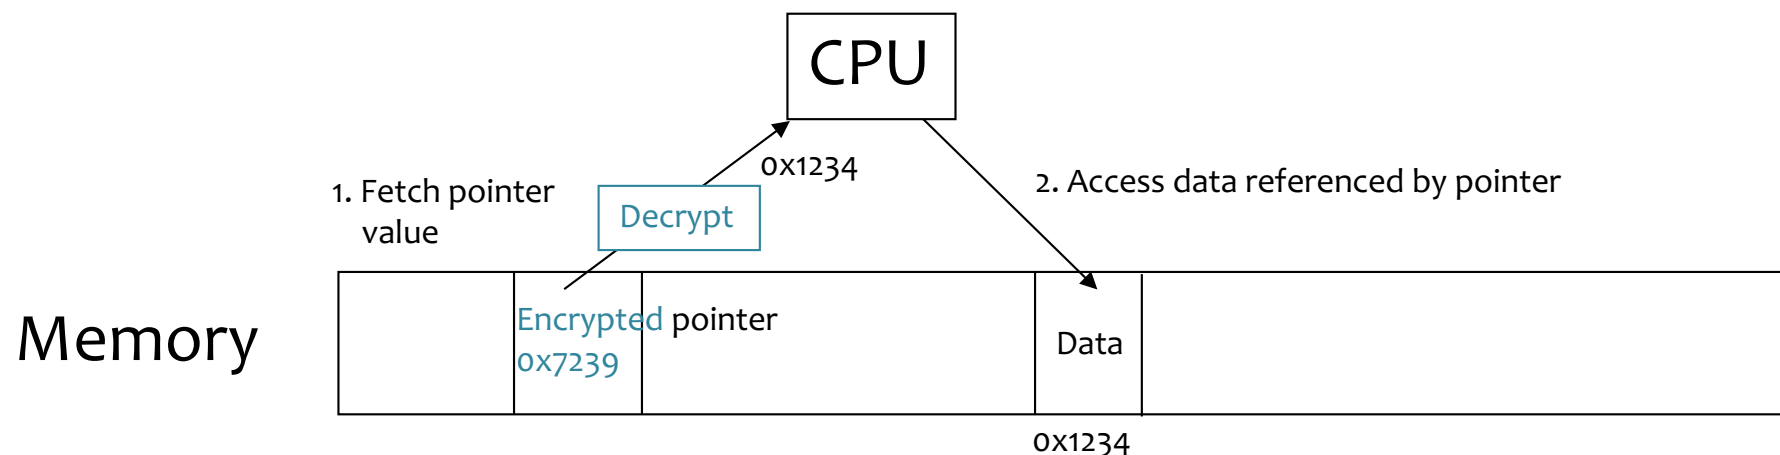 CPU
0x1234
1. Fetch pointer
value
2. Access data referenced by pointer
Decrypt
Memory
Encrypted pointer
0x7239
Data
0x1234